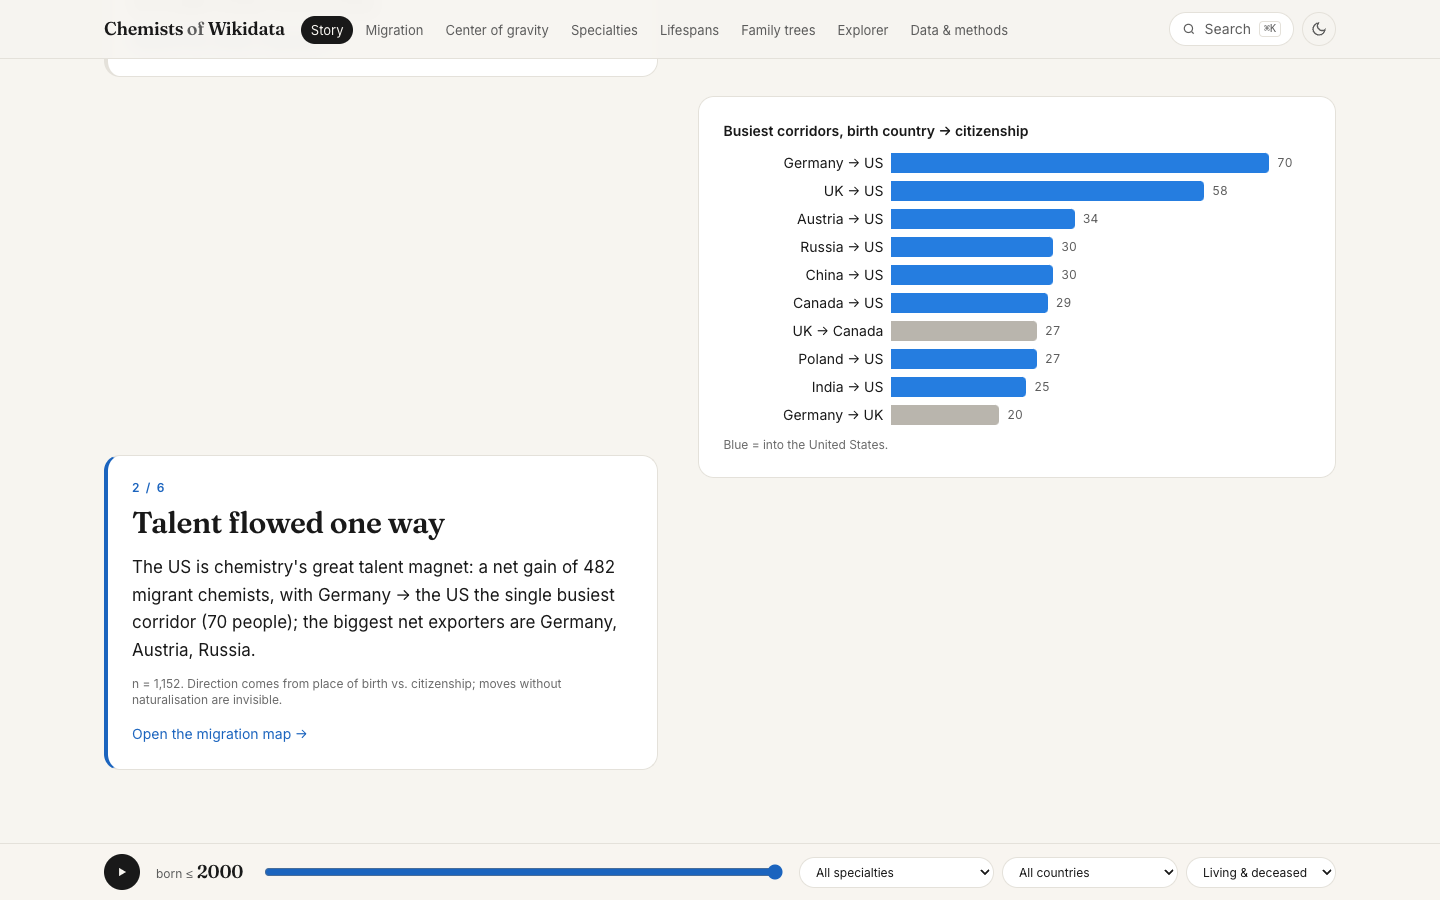 Chemists of Wikidata
Story
Migration
Center of gravity
Specialties
Lifespans
Family trees
Explorer
Data & methods
Search ⌘K
Busiest corridors, birth country → citizenship
Germany → US 70
UK → US 58
Austria → US 34
Russia → US 30
China → US 30
Canada → US 29
UK → Canada 27
Poland → US 27
India → US 25
Germany → UK 20
Blue = into the United States.
2 / 6
Talent flowed one way
The US is chemistry's great talent magnet: a net gain of 482
migrant chemists, with Germany → the US the single busiest
corridor (70 people); the biggest net exporters are Germany,
Austria, Russia.
n = 1,152. Direction comes from place of birth vs. citizenship; moves without
naturalisation are invisible.
Open the migration map →
born ≤ 2000
All specialties
All countries
Living & deceased